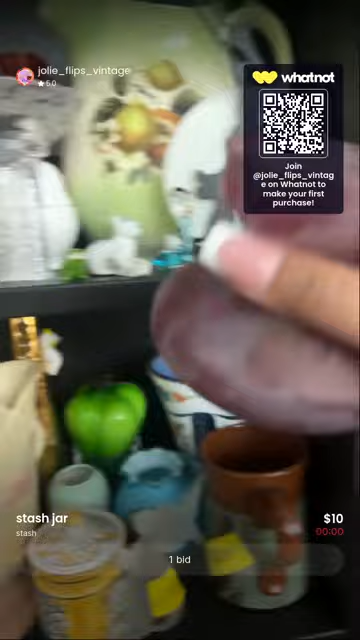 jolie_flips_vintage
★5.0
whatnot
Join
@jolie_flips_vintag
e on Whatnot to
make your first
purchase!
stash jar
$10
stash
00:00
1 bid